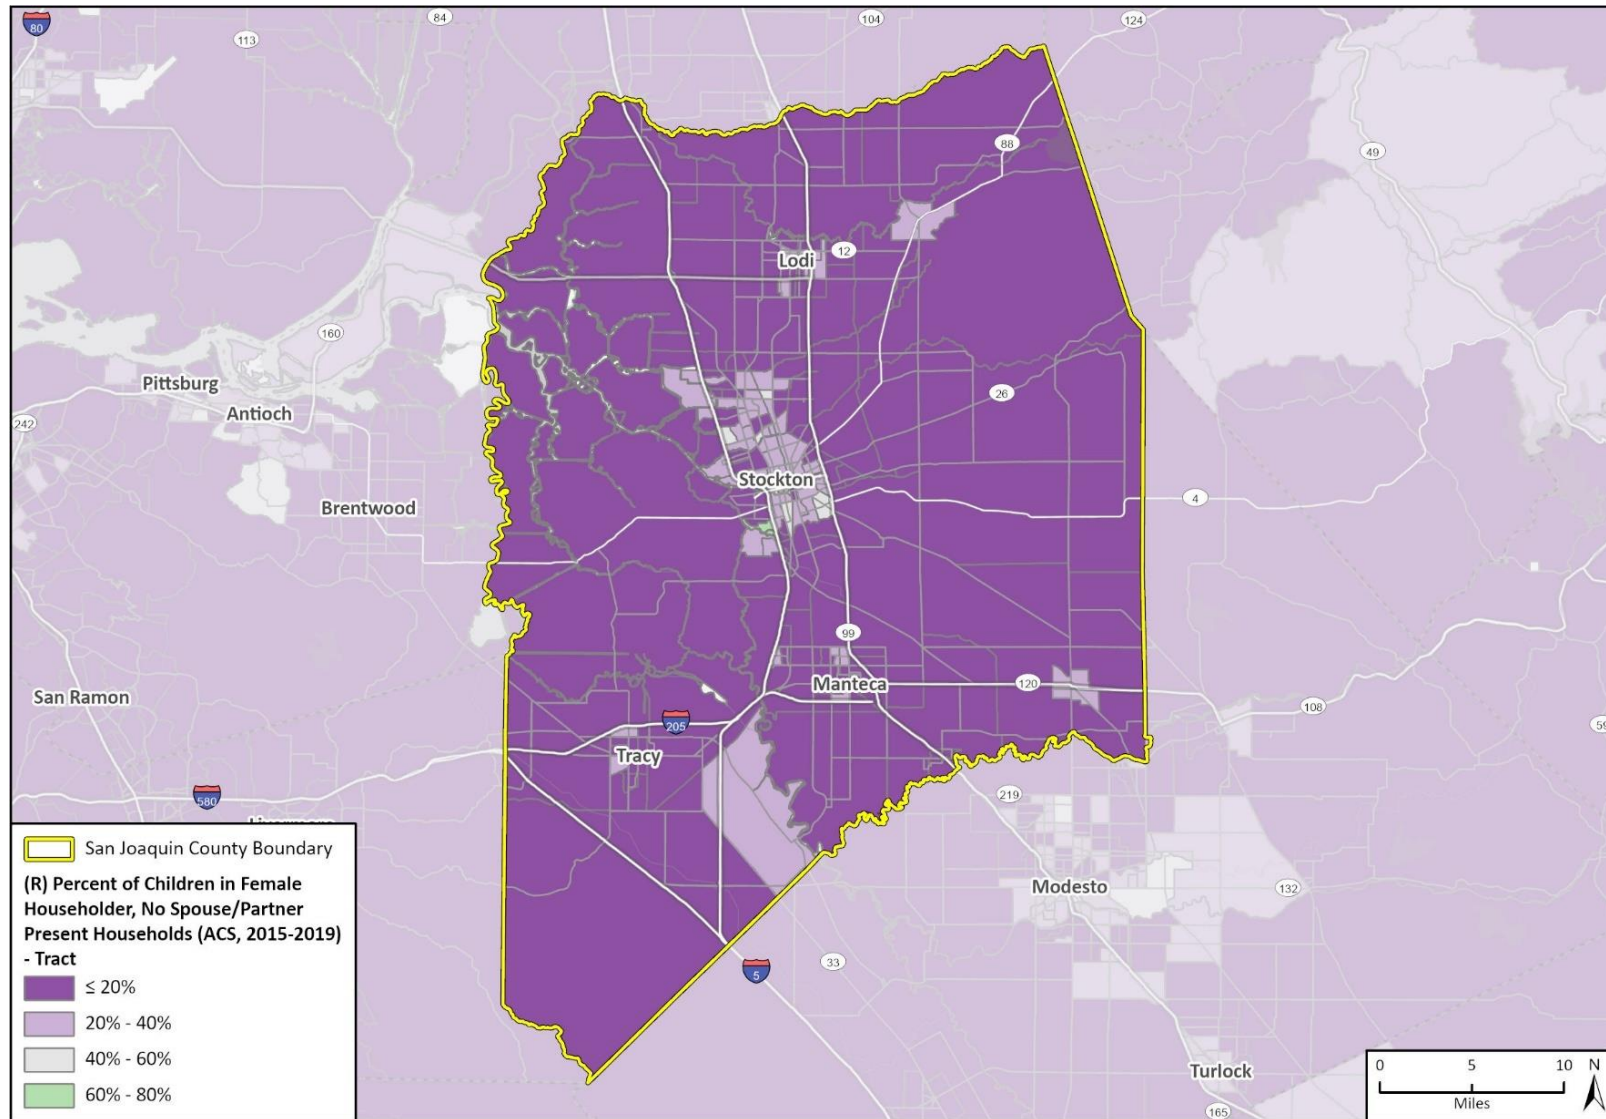 80
84
104
124
113
88
49
12
Lodi
160
Pittsburg
Antioch
242
26
Stockton
4
Brentwood
99
San Ramon
Manteca
120
108
205
Tracy
580
219
Modesto
132
33
5
Turlock
165
San Joaquin County Boundary
(R) Percent of Children in Female
Householder, No Spouse/Partner
Present Households (ACS, 2015-2019)
- Tract
≤ 20%
20% - 40%
40% - 60%
60% - 80%
0 5 10
Miles
N